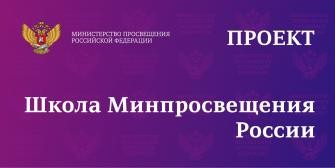 МИНИСТЕРСТВО ПРОСВЕЩЕНИЯ
РОССИЙСКОЙ ФЕДЕРАЦИИ
ПРОЕКТ
Школа Минпросвещения
России